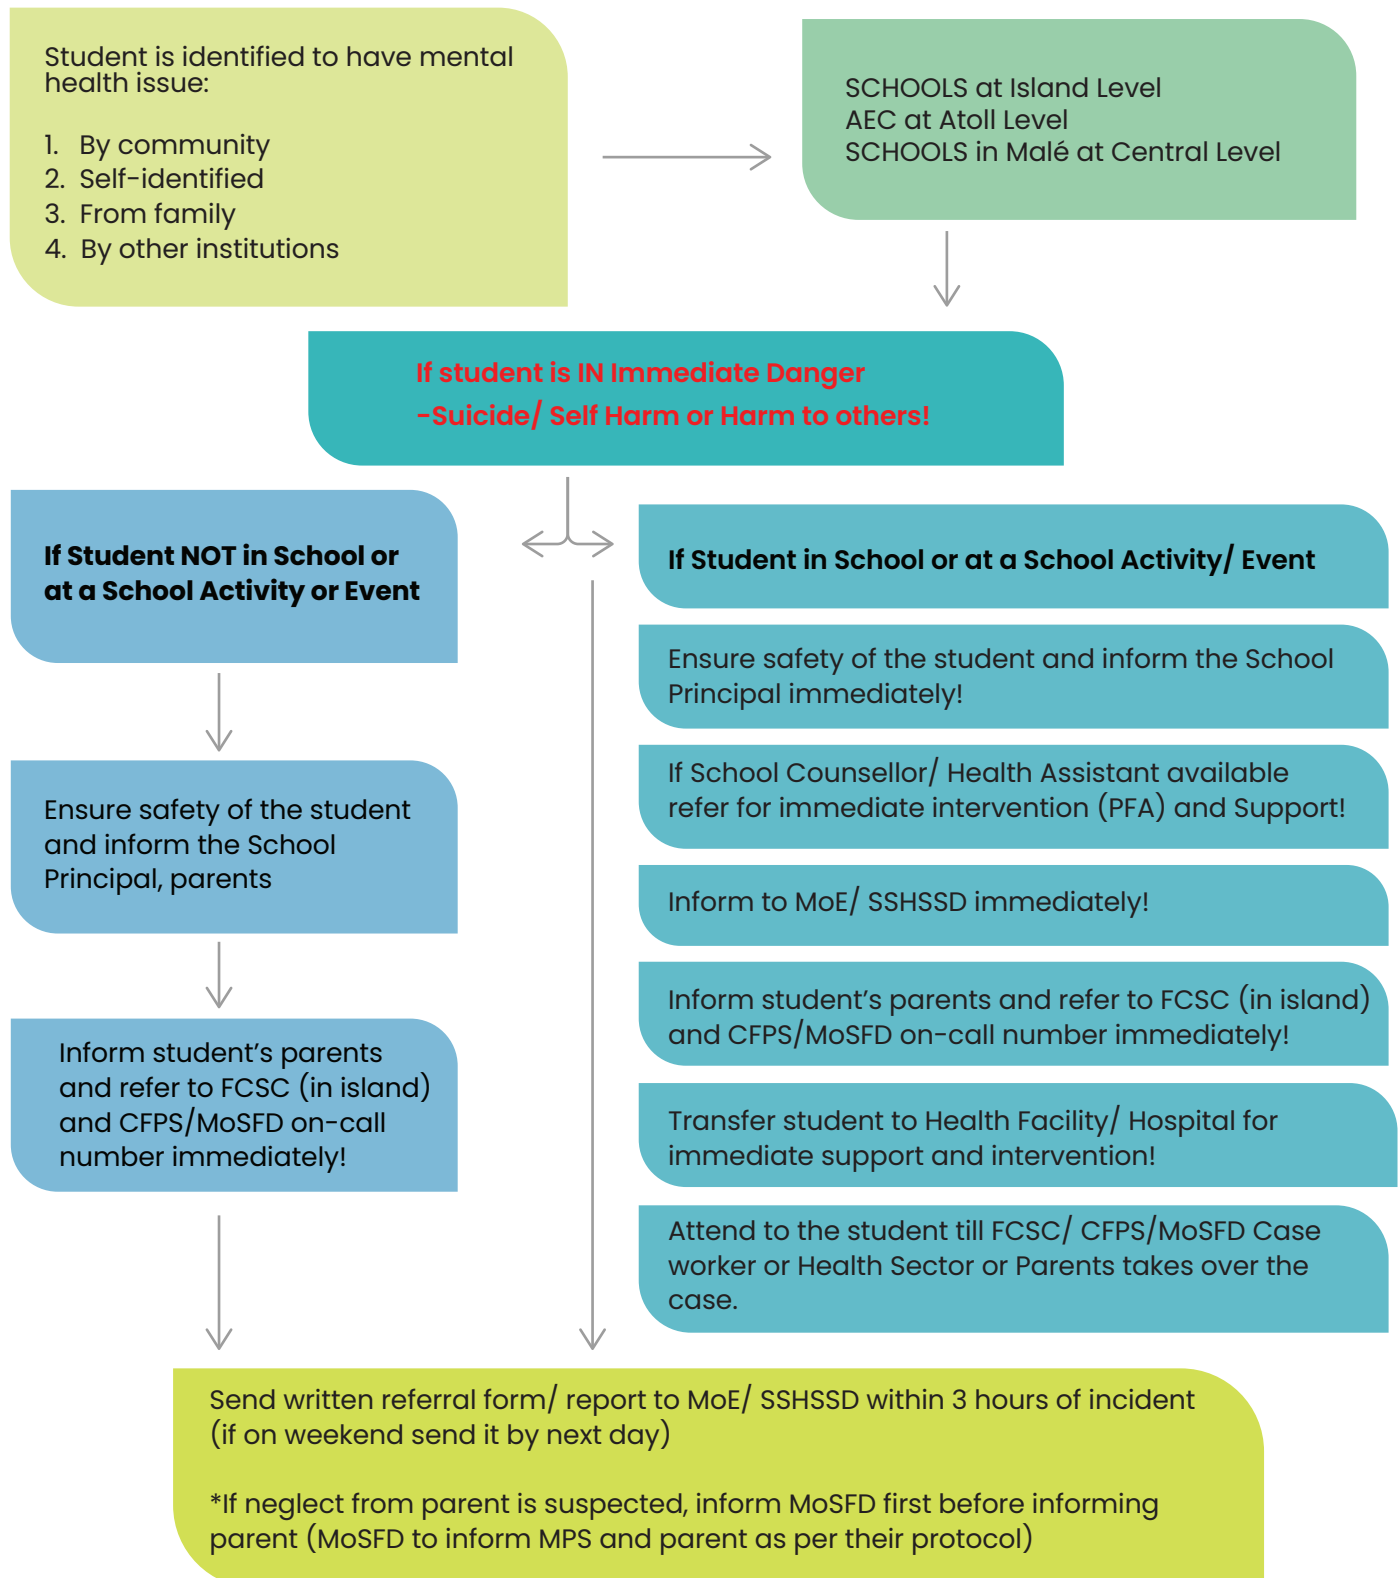 Student is identified to have mental
health issue:
1. By community
2. Self-identified
3. From family
4. By other institutions
SCHOOLS at Island Level
AEC at Atoll Level
SCHOOLS in Malé at Central Level
If student is IN Immediate Danger
-Suicide/ Self Harm or Harm to others!
If Student NOT in School or
at a School Activity or Event
Ensure safety of the student
and inform the School
Principal, parents
Inform student’s parents
and refer to FCSC (in island)
and CFPS/MoSFD on-call
number immediately!
If Student in School or at a School Activity/ Event
Ensure safety of the student and inform the School
Principal immediately!
If School Counsellor/ Health Assistant available
refer for immediate intervention (PFA) and Support!
Inform to MoE/ SSHSSD immediately!
Inform student’s parents and refer to FCSC (in island)
and CFPS/MoSFD on-call number immediately!
Transfer student to Health Facility/ Hospital for
immediate support and intervention!
Attend to the student till FCSC/ CFPS/MoSFD Case
worker or Health Sector or Parents takes over the
case.
Send written referral form/ report to MoE/ SSHSSD within 3 hours of incident
(if on weekend send it by next day)
*If neglect from parent is suspected, inform MoSFD first before informing
parent (MoSFD to inform MPS and parent as per their protocol)